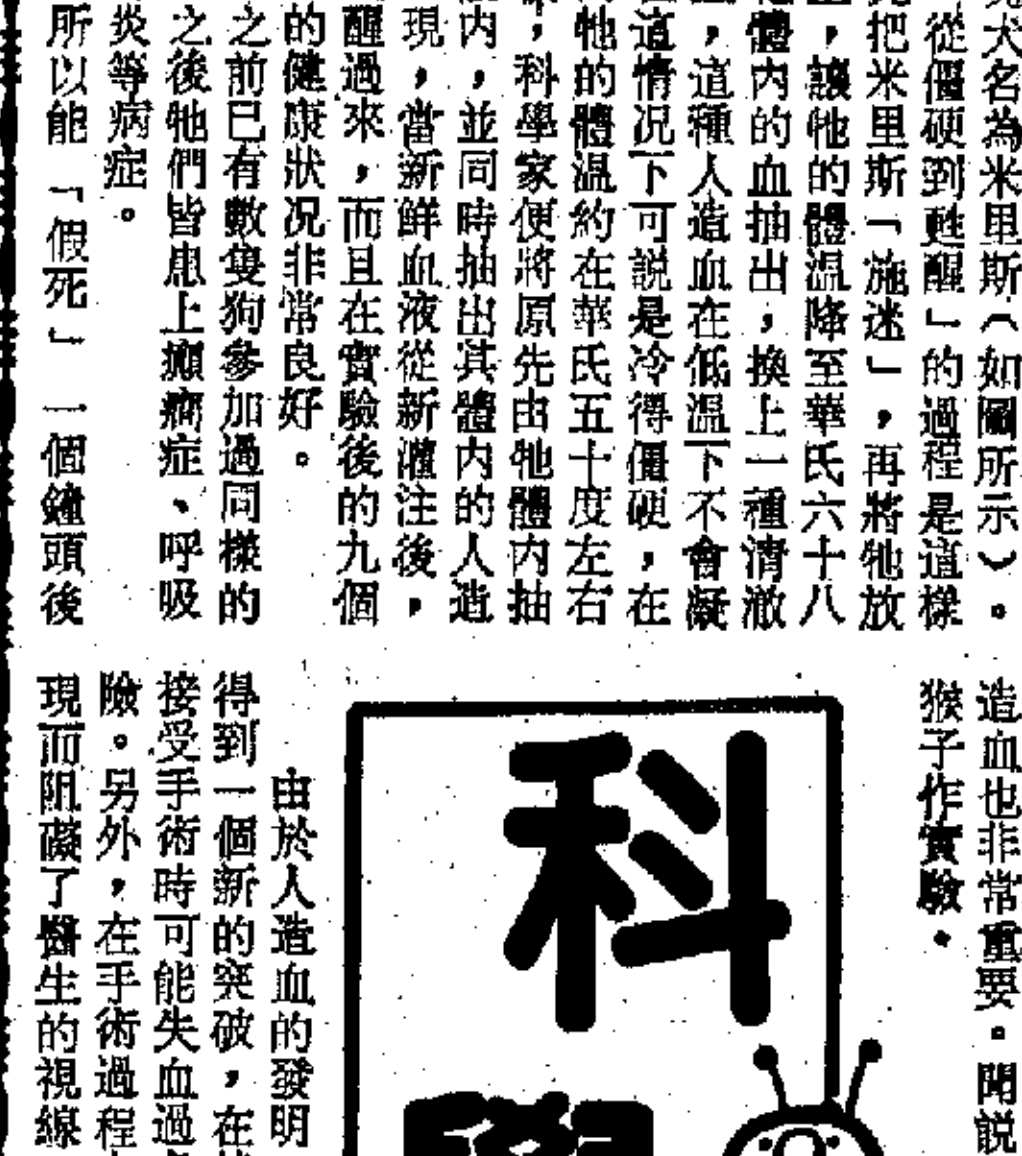 犬名為米里斯（如圖所示）。
從僵硬到甦醒」的過程是這樣
把米里斯「施迷」，再將牠放
，讓牠的體溫降至華氏六十八
體內的血抽出，換上一種清澈
，這種人造血在低溫下不會凝
這情况下可説是冷得僵硬，在
牠的體溫約在華氏五十度左右
，科學家便將原先由牠體內抽
內，並同時抽出其體內的人造
現，當新鮮血液從新灌注後，
醒過來，而且在實驗後的九個
的健康狀况非常良好。
之前已有數隻狗參加過同樣的
之後牠們皆患上癲癇症、呼吸
炎等病症。
所以能「假死」一個鐘頭後
造血也非常重要。聞説
猴子作實驗。
科
學
由於人造血的發明
得到一個新的突破，在
接受手術時可能失血過
險。另外，在手術過程
現而阻礙了醫生的視線